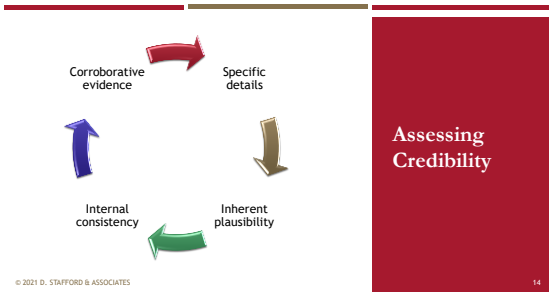 Corroborative
evidence
Specific
details
Inherent
plausibility
Internal
consistency
Assessing
Credibility
© 2021 D. STAFFORD & ASSOCIATES
14